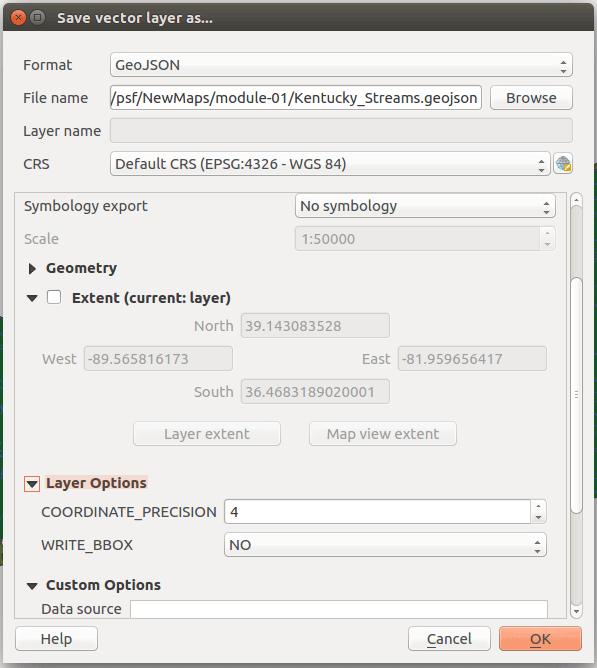 Save vector layer as...
Format GeoJSON
File name /psf/NewMaps/module-01/Kentucky_Streams.geojson Browse
Layer name
CRS Default CRS (EPSG:4326 - WGS 84)
Symbology export No symbology
Scale 1:50000
Geometry
Extent (current: layer)
North 39.143083528
West -89.565816173 East -81.959656417
South 36.4683189020001
Layer extent Map view extent
Layer Options
COORDINATE_PRECISION 4
WRITE_BBOX NO
Custom Options
Data source
Help Cancel OK